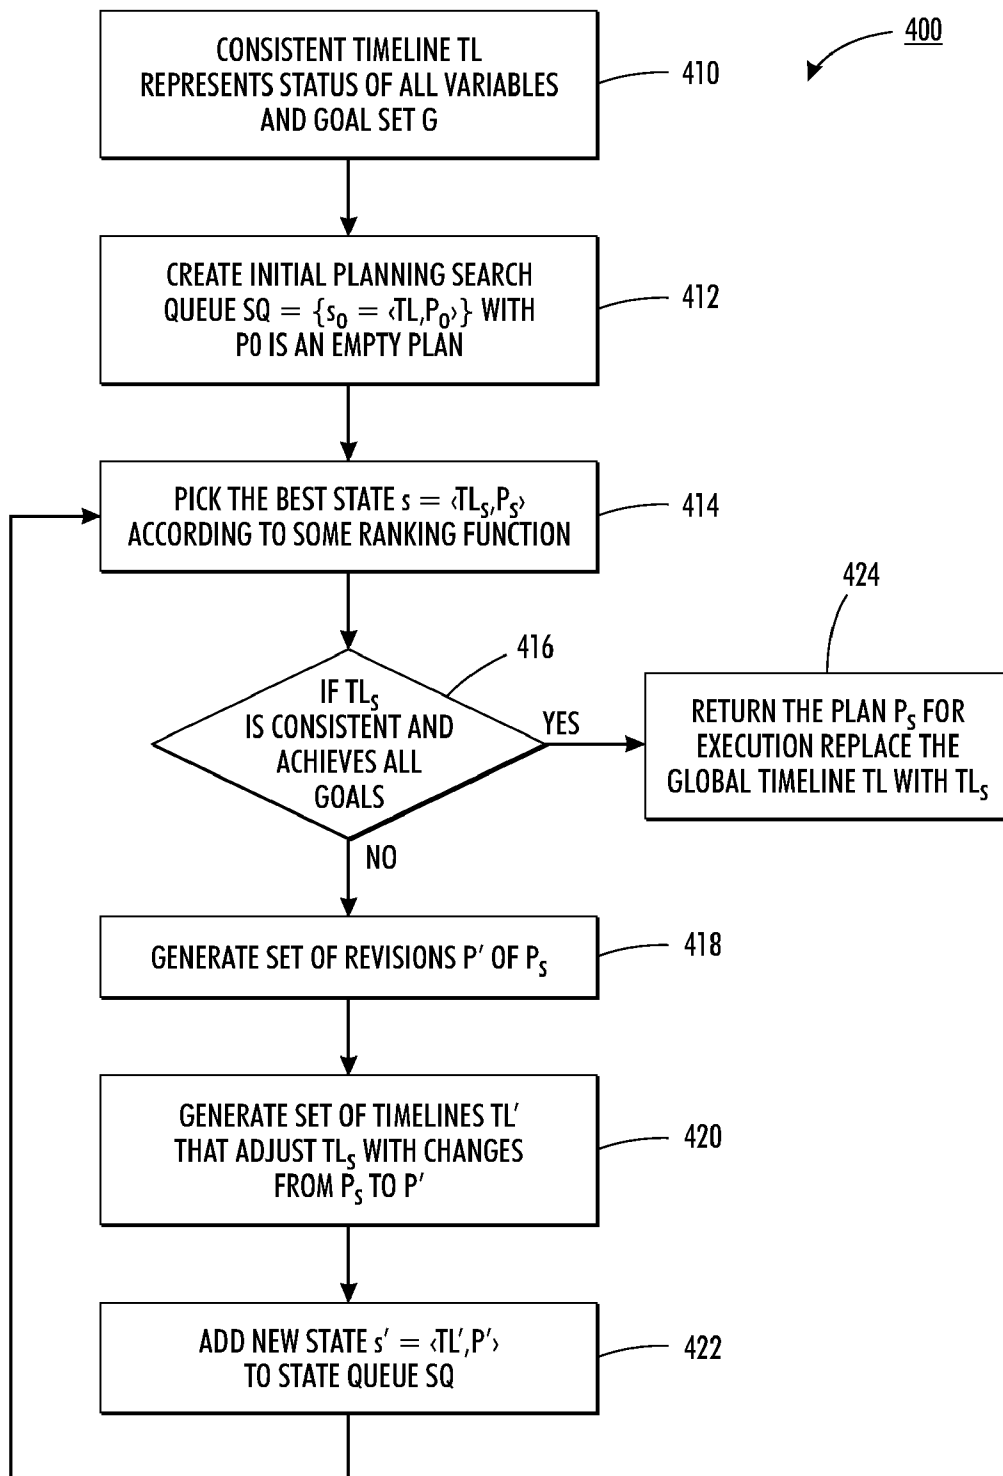 400
CONSISTENT TIMELINE TL
REPRESENTS STATUS OF ALL VARIABLES
AND GOAL SET G
410
CREATE INITIAL PLANNING SEARCH
QUEUE SQ = {s₀ = ‹TL,P₀›} WITH
P0 IS AN EMPTY PLAN
412
PICK THE BEST STATE s = ‹TLₛ,Pₛ›
ACCORDING TO SOME RANKING FUNCTION
414
IF TLₛ
IS CONSISTENT AND
ACHIEVES ALL
GOALS
416
YES
NO
RETURN THE PLAN Pₛ FOR
EXECUTION REPLACE THE
GLOBAL TIMELINE TL WITH TLₛ
424
GENERATE SET OF REVISIONS P' OF Pₛ
418
GENERATE SET OF TIMELINES TL'
THAT ADJUST TLₛ WITH CHANGES
FROM Pₛ TO P'
420
ADD NEW STATE s' = ‹TL',P'›
TO STATE QUEUE SQ
422